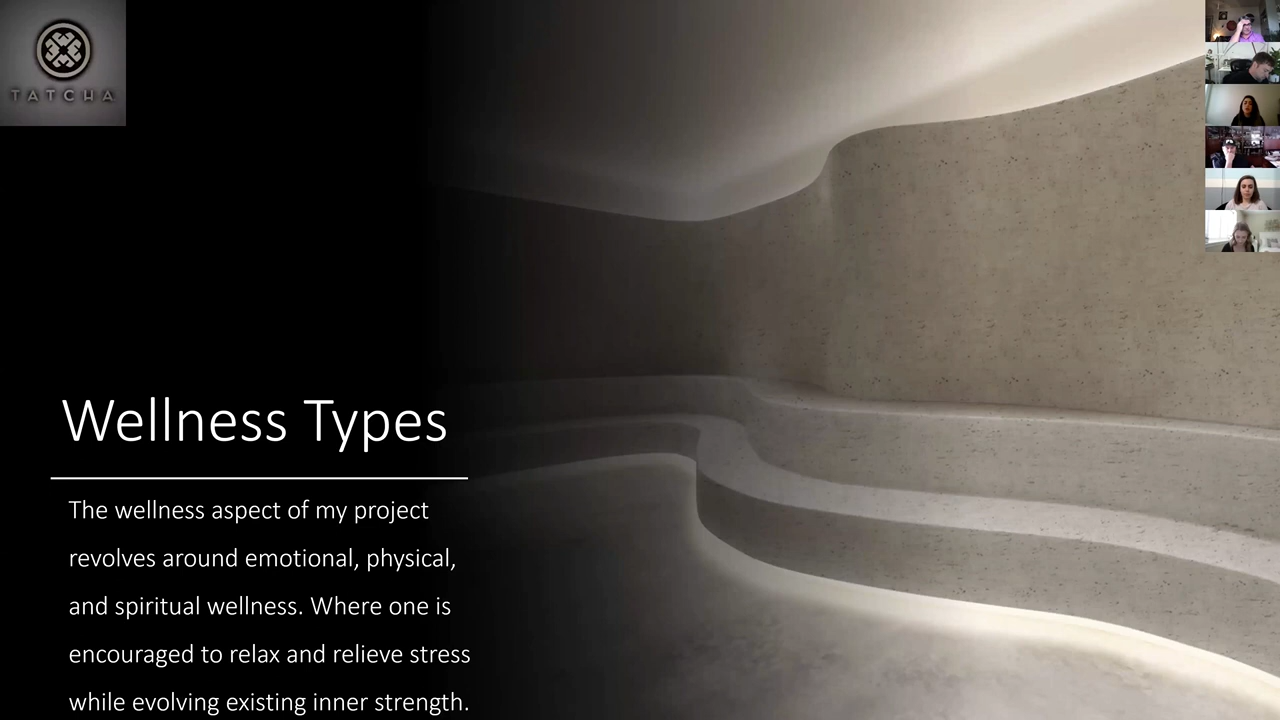 TATCHA
Wellness Types
The wellness aspect of my project
revolves around emotional, physical,
and spiritual wellness. Where one is
encouraged to relax and relieve stress
while evolving existing inner strength.